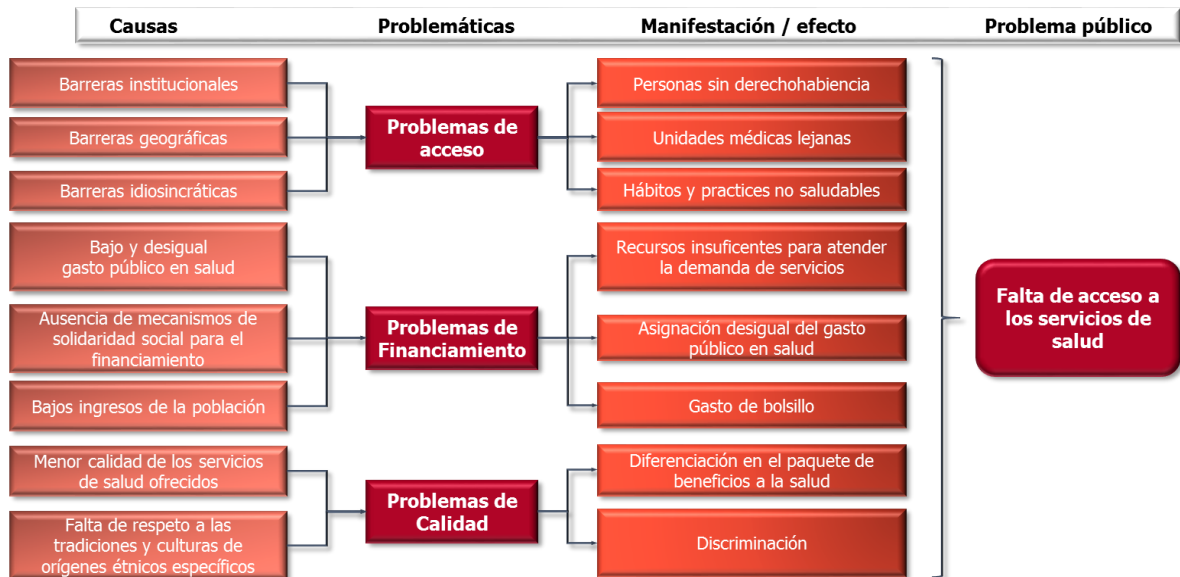 Causas
Problemáticas
Manifestación / efecto
Problema público
Barreras institucionales
Barreras geográficas
Barreras idiosincráticas
Problemas de
acceso
Personas sin derechohabiencia
Unidades médicas lejanas
Hábitos y practices no saludables
Bajo y desigual
gasto público en salud
Ausencia de mecanismos de
solidaridad social para el
financiamiento
Bajos ingresos de la población
Problemas de
Financiamiento
Recursos insuficentes para atender
la demanda de servicios
Asignación desigual del gasto
público en salud
Gasto de bolsillo
Menor calidad de los servicios
de salud ofrecidos
Falta de respeto a las
tradiciones y culturas de
orígenes étnicos específicos
Problemas de
Calidad
Diferenciación en el paquete de
beneficios a la salud
Discriminación
Falta de acceso a
los servicios de
salud